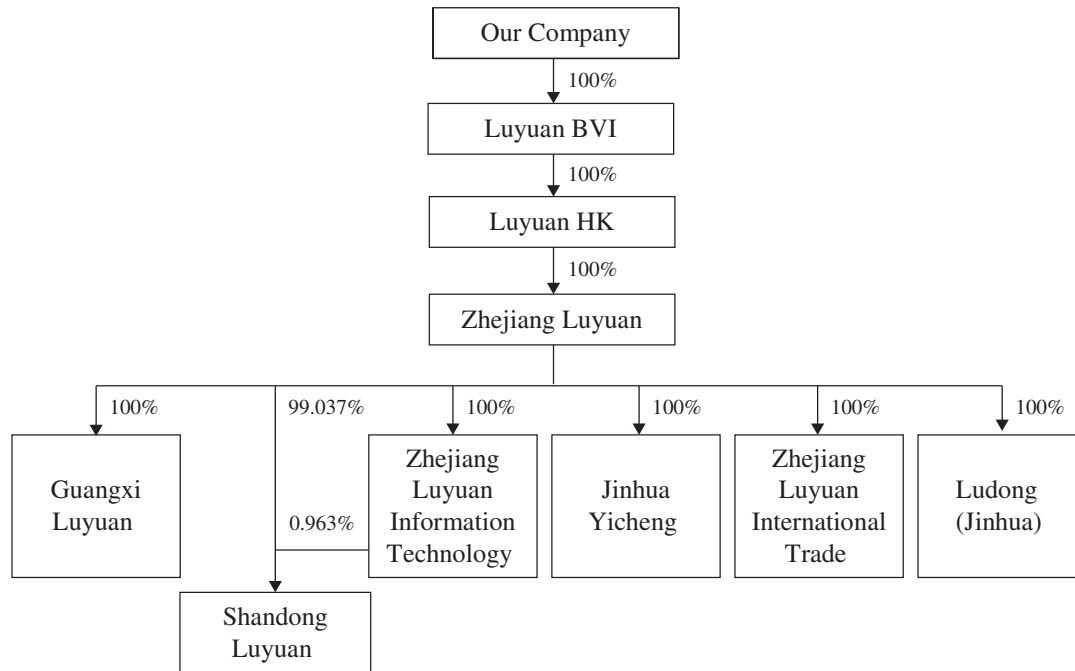 Our Company
100%
Luyuan BVI
100%
Luyuan HK
100%
Zhejiang Luyuan
100%
99.037%
100%
100%
100%
100%
Guangxi
Luyuan
0.963%
Zhejiang
Luyuan
Information
Technology
Jinhua
Yicheng
Zhejiang
Luyuan
International
Trade
Ludong
(Jinhua)
Shandong
Luyuan